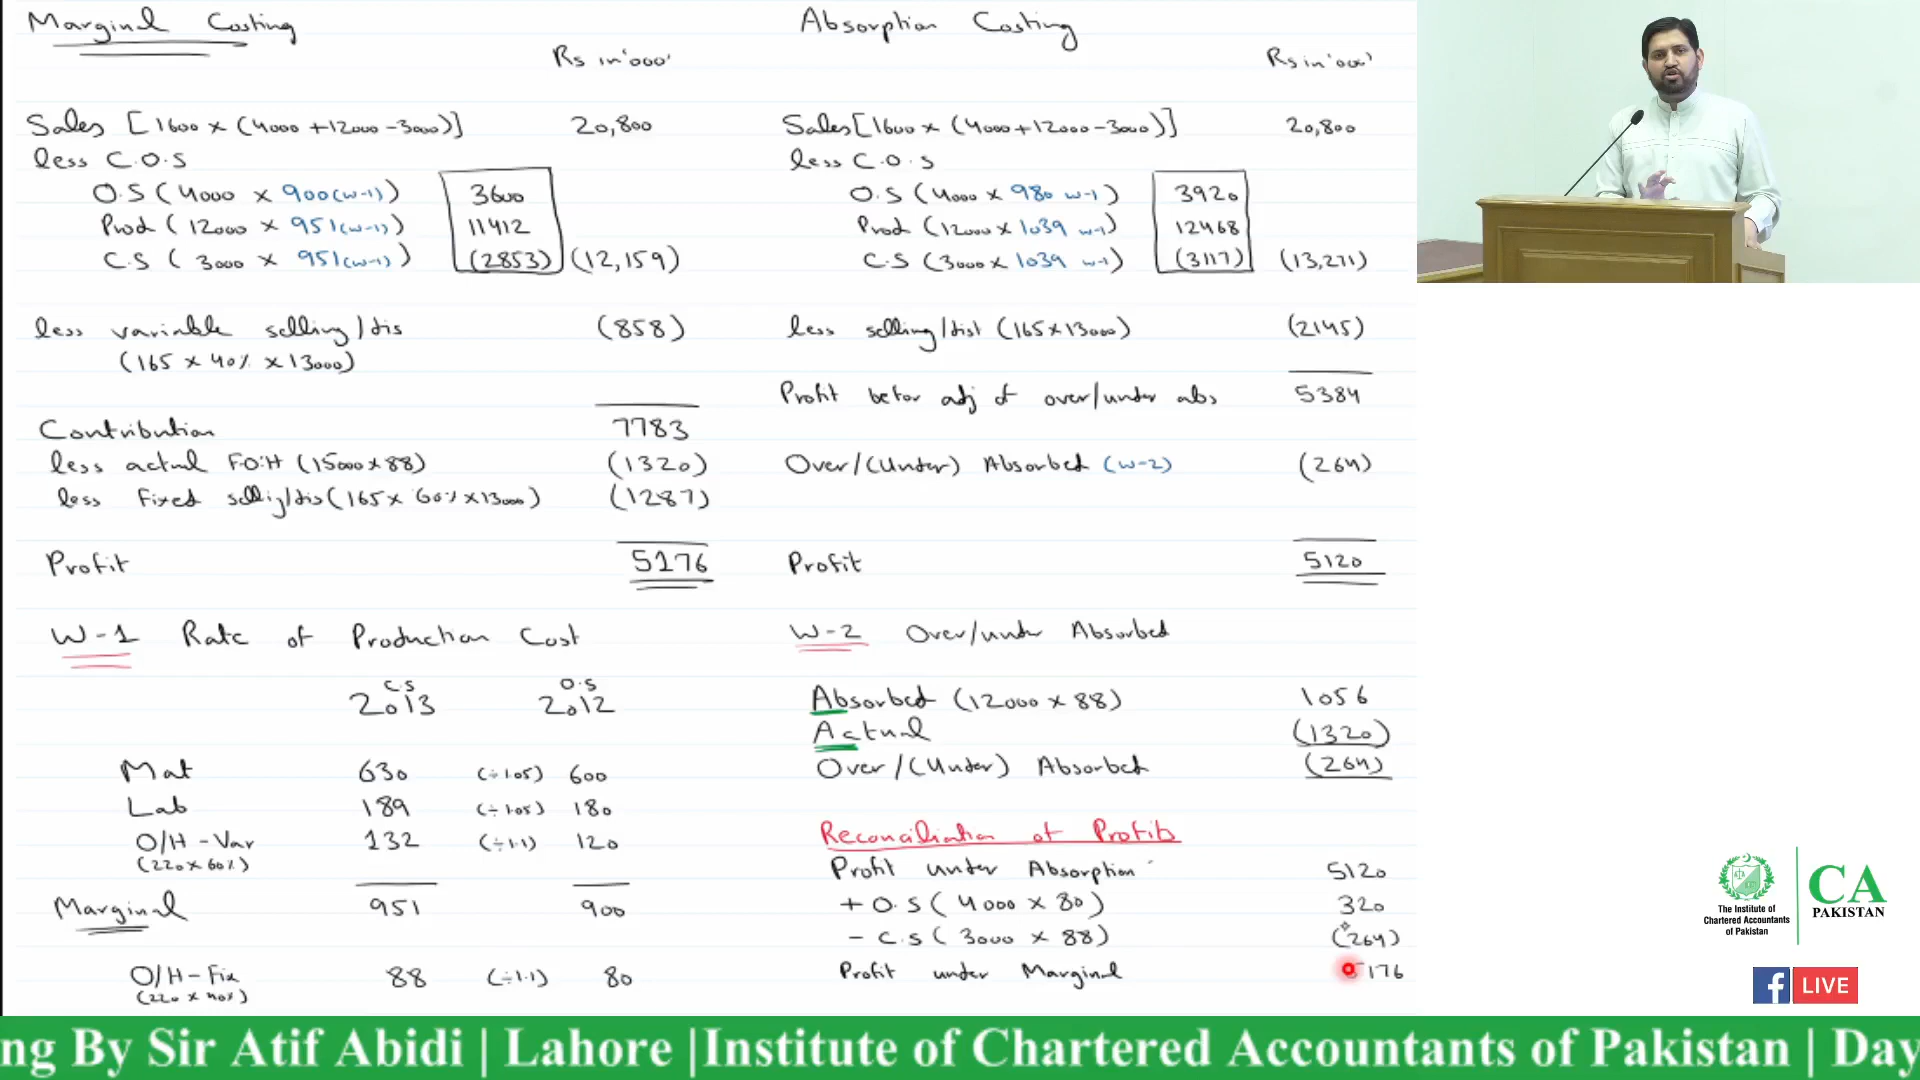 Marginal Costing
Rs in '000'
Sales [1600 x (4000 + 12000 - 3000)] 20,800
less C.O.S
O.S (4000 x 900 (w-1)) 3600
Prod (12000 x 951 (w-1)) 11412
C.S (3000 x 951 (w-1)) (2853) (12,159)
less variable selling/dis (858)
(165 x 40% x 13000)
Contribution 7783
less actual F.O.H (15000 x 88) (1320)
less Fixed sellig/dis (165 x 60% x 13000) (1287)
Profit 5176
W-1 Rate of Production Cost
C.S O.S
2013 2012
Mat 630 (÷1.05) 600
Lab 189 (÷1.05) 180
O/H - Var 132 (÷1.1) 120
(220 x 60%)
Marginal 951 900
O/H - Fix 88 (÷1.1) 80
(220 x 40%)
Absorption Costing
Rs in '000'
Sales [1600 x (4000 + 12000 - 3000)] 20,800
less C.O.S
O.S (4000 x 980 w-1) 3920
Prod (12000 x 1039 w-1) 12468
C.S (3000 x 1039 w-1) (3117) (13,271)
less selling/dist (165 x 13000) (2145)
Profit befor adj of over/under abs 5384
Over/(Under) Absorbed (w-2) (264)
Profit 5120
W-2 Over/under Absorbed
Absorbed (12000 x 88) 1056
Actual (1320)
Over/(Under) Absorbed (264)
Reconciliation of Profits
Profit under Absorption 5120
+ O.S (4000 x 80) 320
- C.S (3000 x 88) (264)
Profit under Marginal 176
The Institute of
Chartered Accountants
of Pakistan
CA
PAKISTAN
f LIVE
ng By Sir Atif Abidi | Lahore |Institute of Chartered Accountants of Pakistan | Day